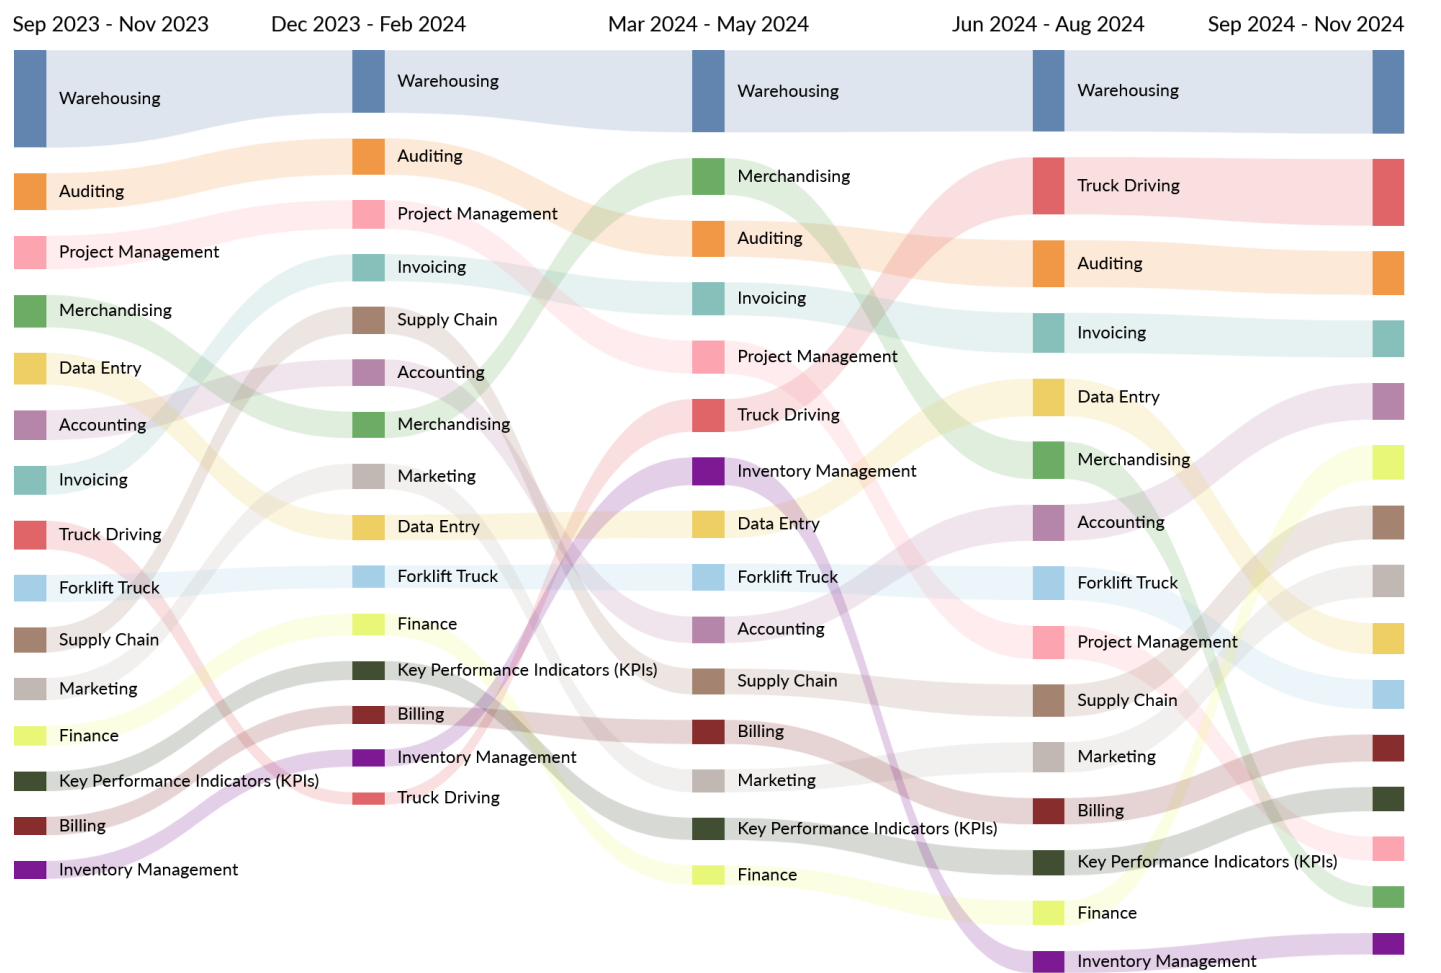 Sep 2023 - Nov 2023
Dec 2023 - Feb 2024
Mar 2024 - May 2024
Jun 2024 - Aug 2024
Sep 2024 - Nov 2024
Warehousing
Auditing
Project Management
Merchandising
Data Entry
Accounting
Invoicing
Truck Driving
Forklift Truck
Supply Chain
Marketing
Finance
Key Performance Indicators (KPIs)
Billing
Inventory Management
Warehousing
Auditing
Project Management
Invoicing
Supply Chain
Accounting
Merchandising
Marketing
Data Entry
Forklift Truck
Finance
Key Performance Indicators (KPIs)
Billing
Inventory Management
Truck Driving
Warehousing
Merchandising
Auditing
Invoicing
Project Management
Truck Driving
Inventory Management
Data Entry
Forklift Truck
Accounting
Supply Chain
Billing
Marketing
Key Performance Indicators (KPIs)
Finance
Warehousing
Truck Driving
Auditing
Invoicing
Data Entry
Merchandising
Accounting
Forklift Truck
Project Management
Supply Chain
Marketing
Billing
Key Performance Indicators (KPIs)
Finance
Inventory Management